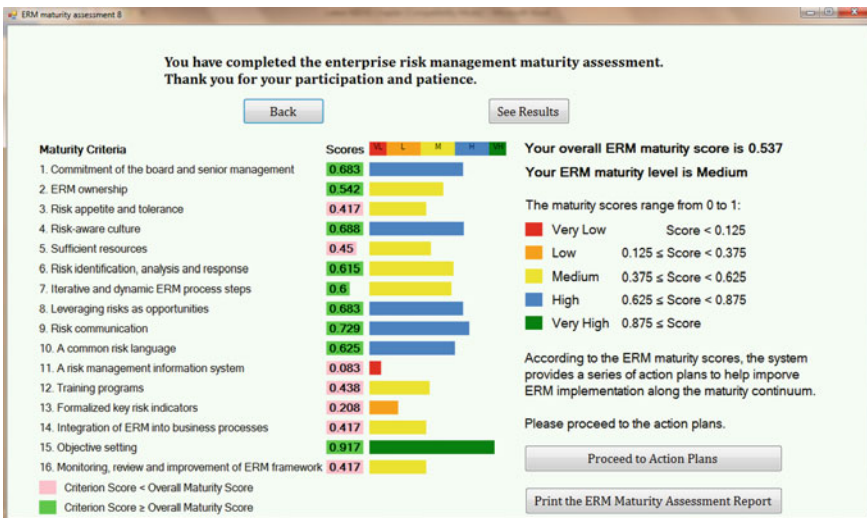 ERM maturity assessment 8
You have completed the enterprise risk management maturity assessment.
Thank you for your participation and patience.
Back
See Results
Maturity Criteria Scores VL L M H VH
1. Commitment of the board and senior management 0.683
2. ERM ownership 0.542
3. Risk appetite and tolerance 0.417
4. Risk-aware culture 0.688
5. Sufficient resources 0.45
6. Risk identification, analysis and response 0.615
7. Iterative and dynamic ERM process steps 0.6
8. Leveraging risks as opportunities 0.683
9. Risk communication 0.729
10. A common risk language 0.625
11. A risk management information system 0.083
12. Training programs 0.438
13. Formalized key risk indicators 0.208
14. Integration of ERM into business processes 0.417
15. Objective setting 0.917
16. Monitoring, review and improvement of ERM framework 0.417
Criterion Score < Overall Maturity Score
Criterion Score ≥ Overall Maturity Score
Your overall ERM maturity score is 0.537
Your ERM maturity level is Medium
The maturity scores range from 0 to 1:
Very Low Score < 0.125
Low 0.125 ≤ Score < 0.375
Medium 0.375 ≤ Score < 0.625
High 0.625 ≤ Score < 0.875
Very High 0.875 ≤ Score
According to the ERM maturity scores, the system
provides a series of action plans to help imporve
ERM implementation along the maturity continuum.
Please proceed to the action plans.
Proceed to Action Plans
Print the ERM Maturity Assessment Report